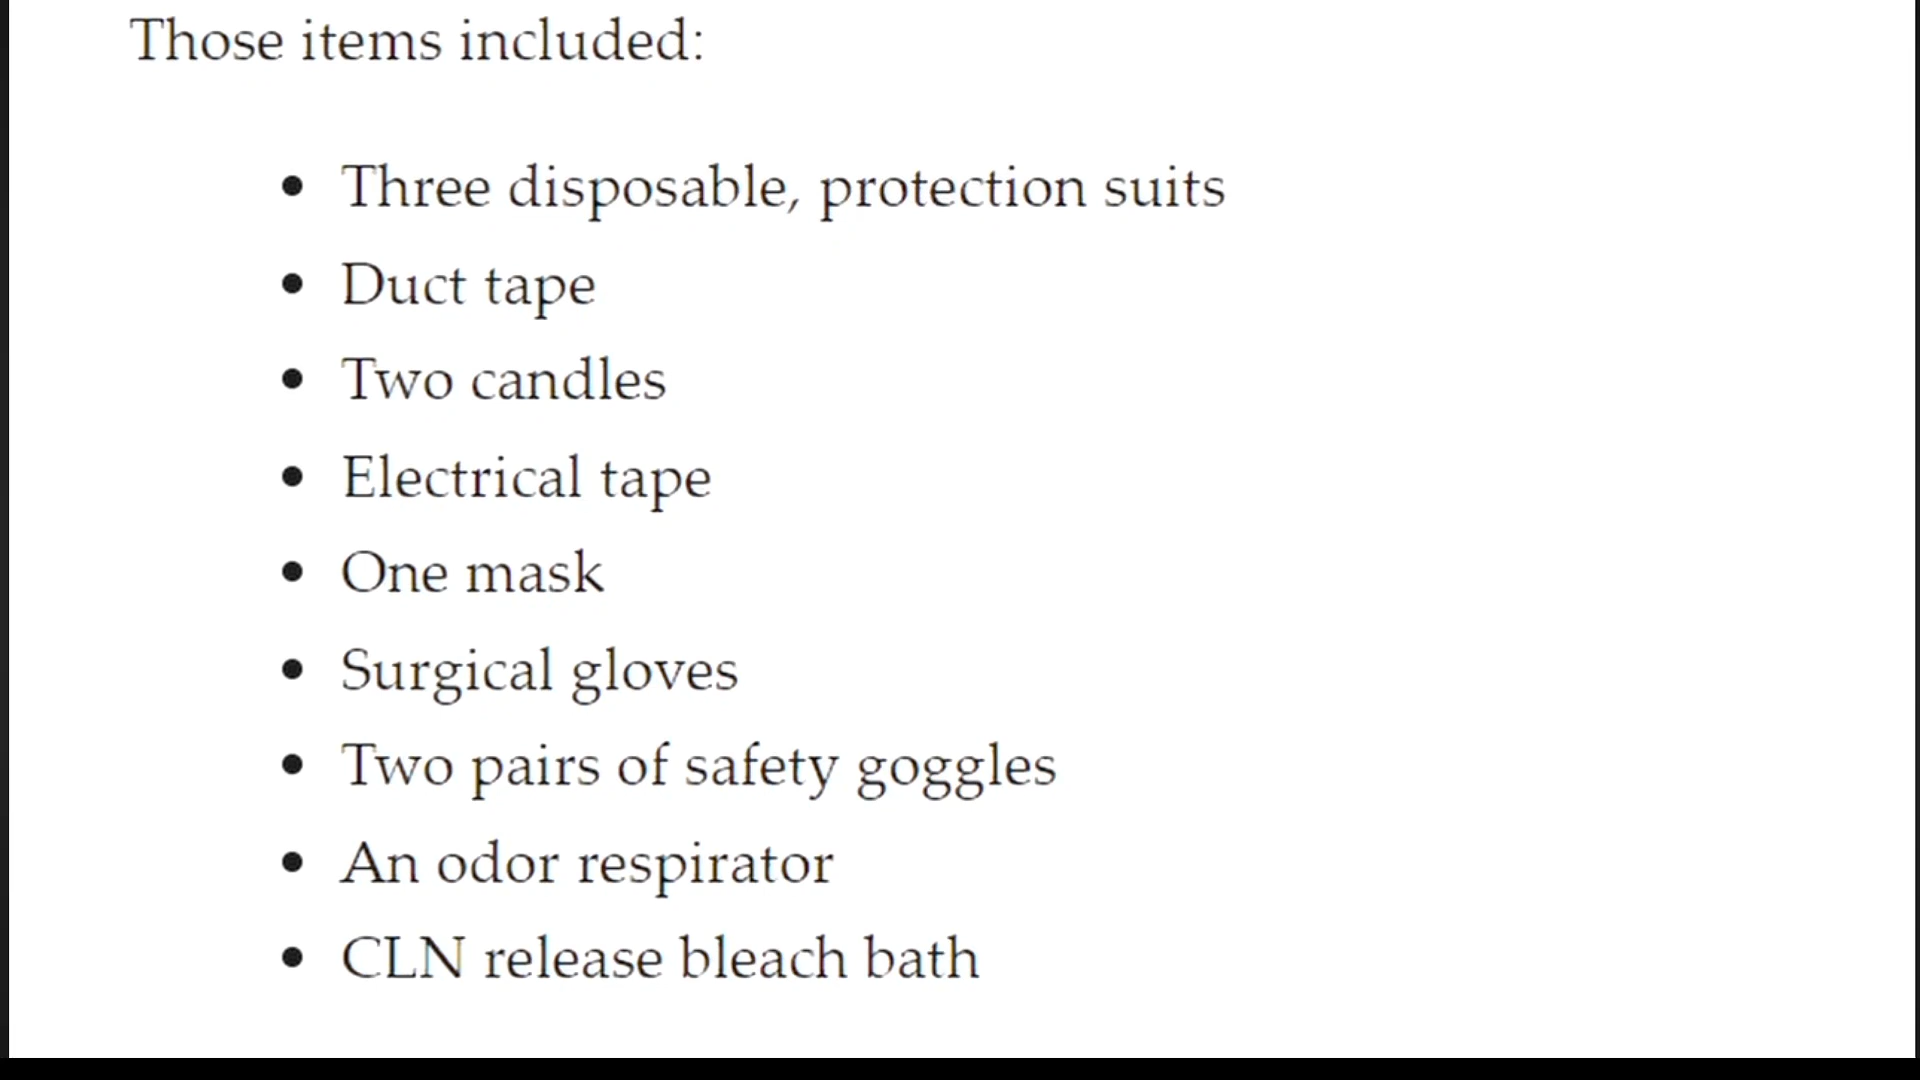 Those items included:
• Three disposable, protection suits
• Duct tape
• Two candles
• Electrical tape
• One mask
• Surgical gloves
• Two pairs of safety goggles
• An odor respirator
• CLN release bleach bath